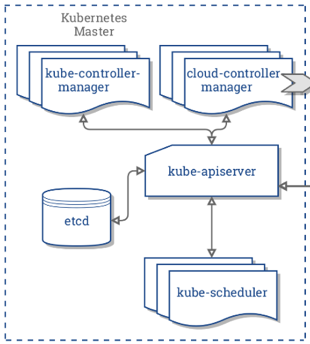 Kubernetes
Master
kube-controller-
manager
cloud-controller
manager
kube-apiserver
etcd
kube-scheduler